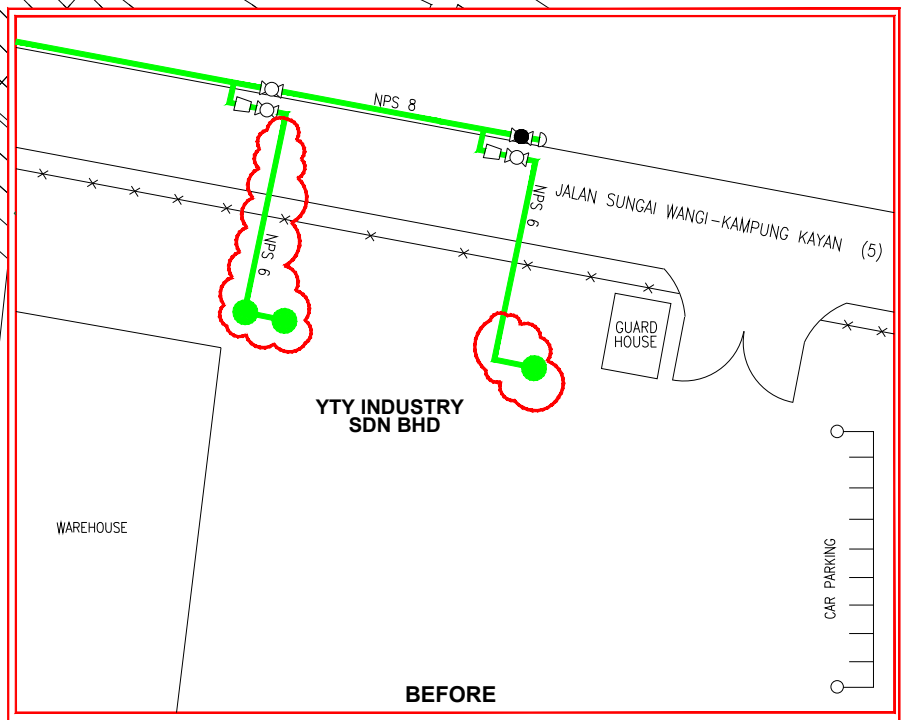 NPS 8
NPS 6
JALAN SUNGAI WANGI-KAMPUNG KAYAN (5)
NPS 6
GUARD
HOUSE
YTY INDUSTRY
SDN BHD
WAREHOUSE
CAR PARKING
BEFORE